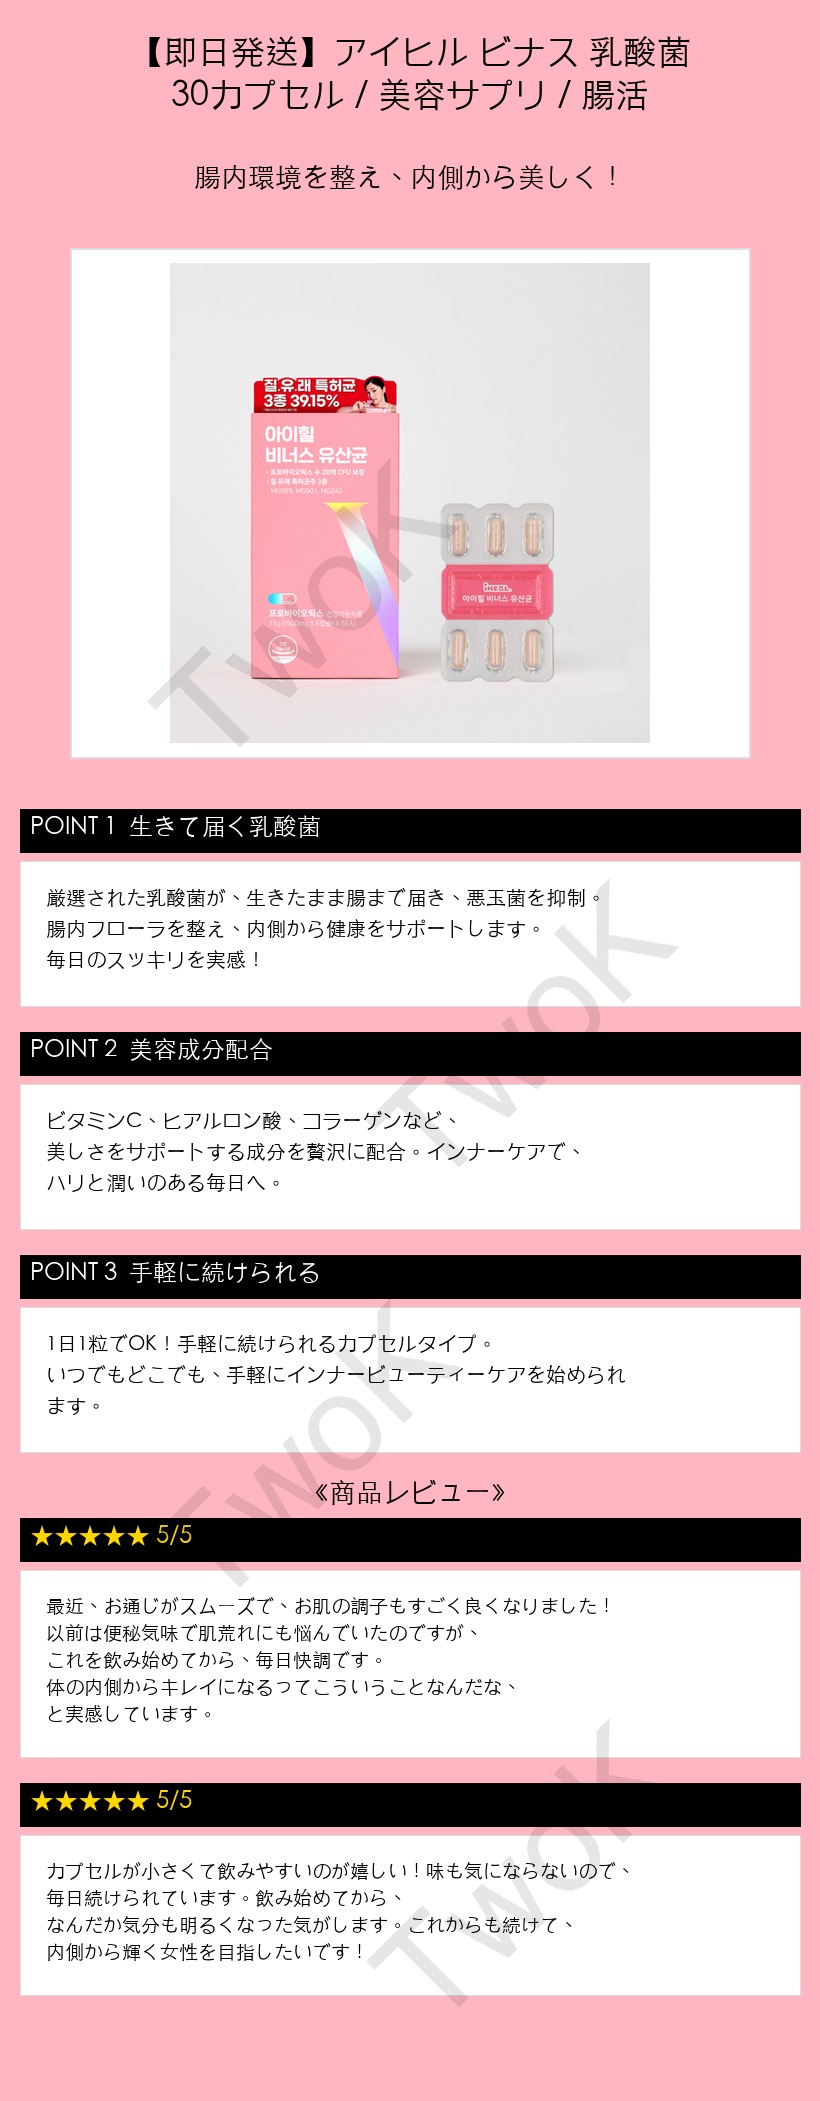 【即日発送】アイヒル ビナス 乳酸菌
30カプセル / 美容サプリ / 腸活
腸内環境を整え、内側から美しく！
질.유.래 특허균
3종 39.15%
아이힐
비너스 유산균
- 프로바이오틱스 수 20억 CFU 보장
- 질 유래 특허균주 3종
M0989, M0901, M0242
프로바이오틱스 건강기능식품
15g [(500mg X 6캡슐) X 5EA]
iHEAL
아이힐 비너스 유산균
TwoK
POINT 1 生きて届く乳酸菌
厳選された乳酸菌が、生きたまま腸まで届き、悪玉菌を抑制。
腸内フローラを整え、内側から健康をサポートします。
毎日のスッキリを実感！
TwoK
POINT 2 美容成分配合
ビタミンC、ヒアルロン酸、コラーゲンなど、
美しさをサポートする成分を贅沢に配合。インナーケアで、
ハリと潤いのある毎日へ。
POINT 3 手軽に続けられる
1日1粒でOK！手軽に続けられるカプセルタイプ。
いつでもどこでも、手軽にインナービューティーケアを始められ
ます。
TwoK
《商品レビュー》
★★★★★ 5/5
最近、お通じがスムーズで、お肌の調子もすごく良くなりました！
以前は便秘気味で肌荒れにも悩んでいたのですが、
これを飲み始めてから、毎日快調です。
体の内側からキレイになるってこういうことなんだな、
と実感しています。
★★★★★ 5/5
カプセルが小さくて飲みやすいのが嬉しい！味も気にならないので、
毎日続けられています。飲み始めてから、
なんだか気分も明るくなった気がします。これからも続けて、
内側から輝く女性を目指したいです！
TwoK